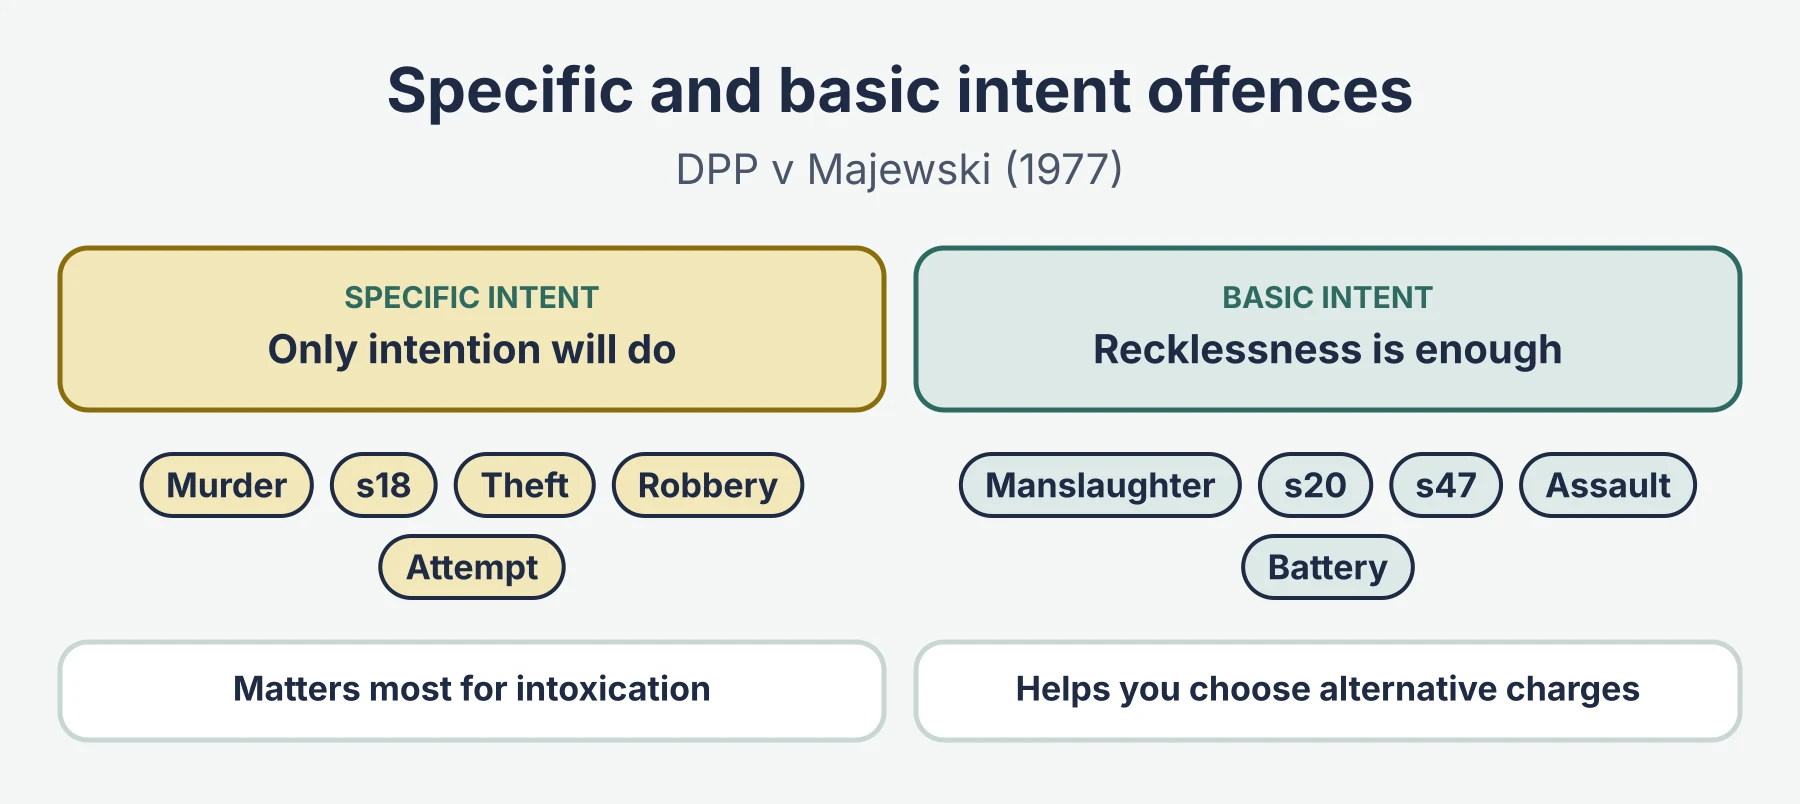 Specific and basic intent offences
DPP v Majewski (1977)
SPECIFIC INTENT
Only intention will do
Murder
s18
Theft
Robbery
Attempt
Matters most for intoxication
BASIC INTENT
Recklessness is enough
Manslaughter
s20
s47
Assault
Battery
Helps you choose alternative charges